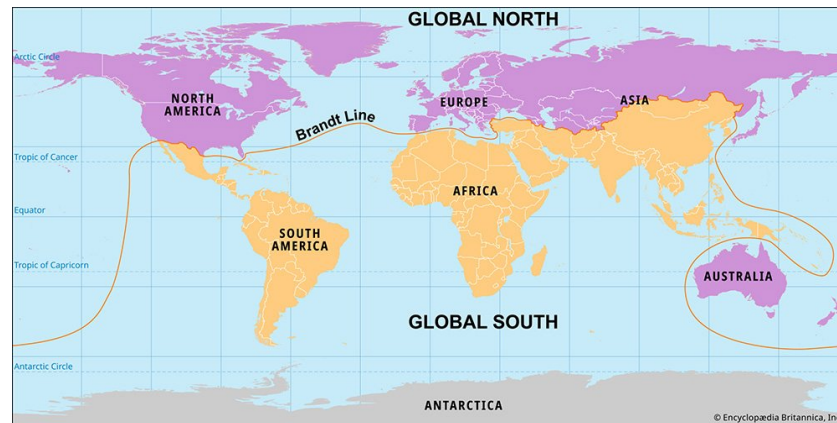 GLOBAL NORTH
Arctic Circle
NORTH
AMERICA
EUROPE
ASIA
Brandt Line
Tropic of Cancer
AFRICA
Equator
SOUTH
AMERICA
Tropic of Capricorn
AUSTRALIA
GLOBAL SOUTH
Antarctic Circle
ANTARCTICA
© Encyclopædia Britannica, In